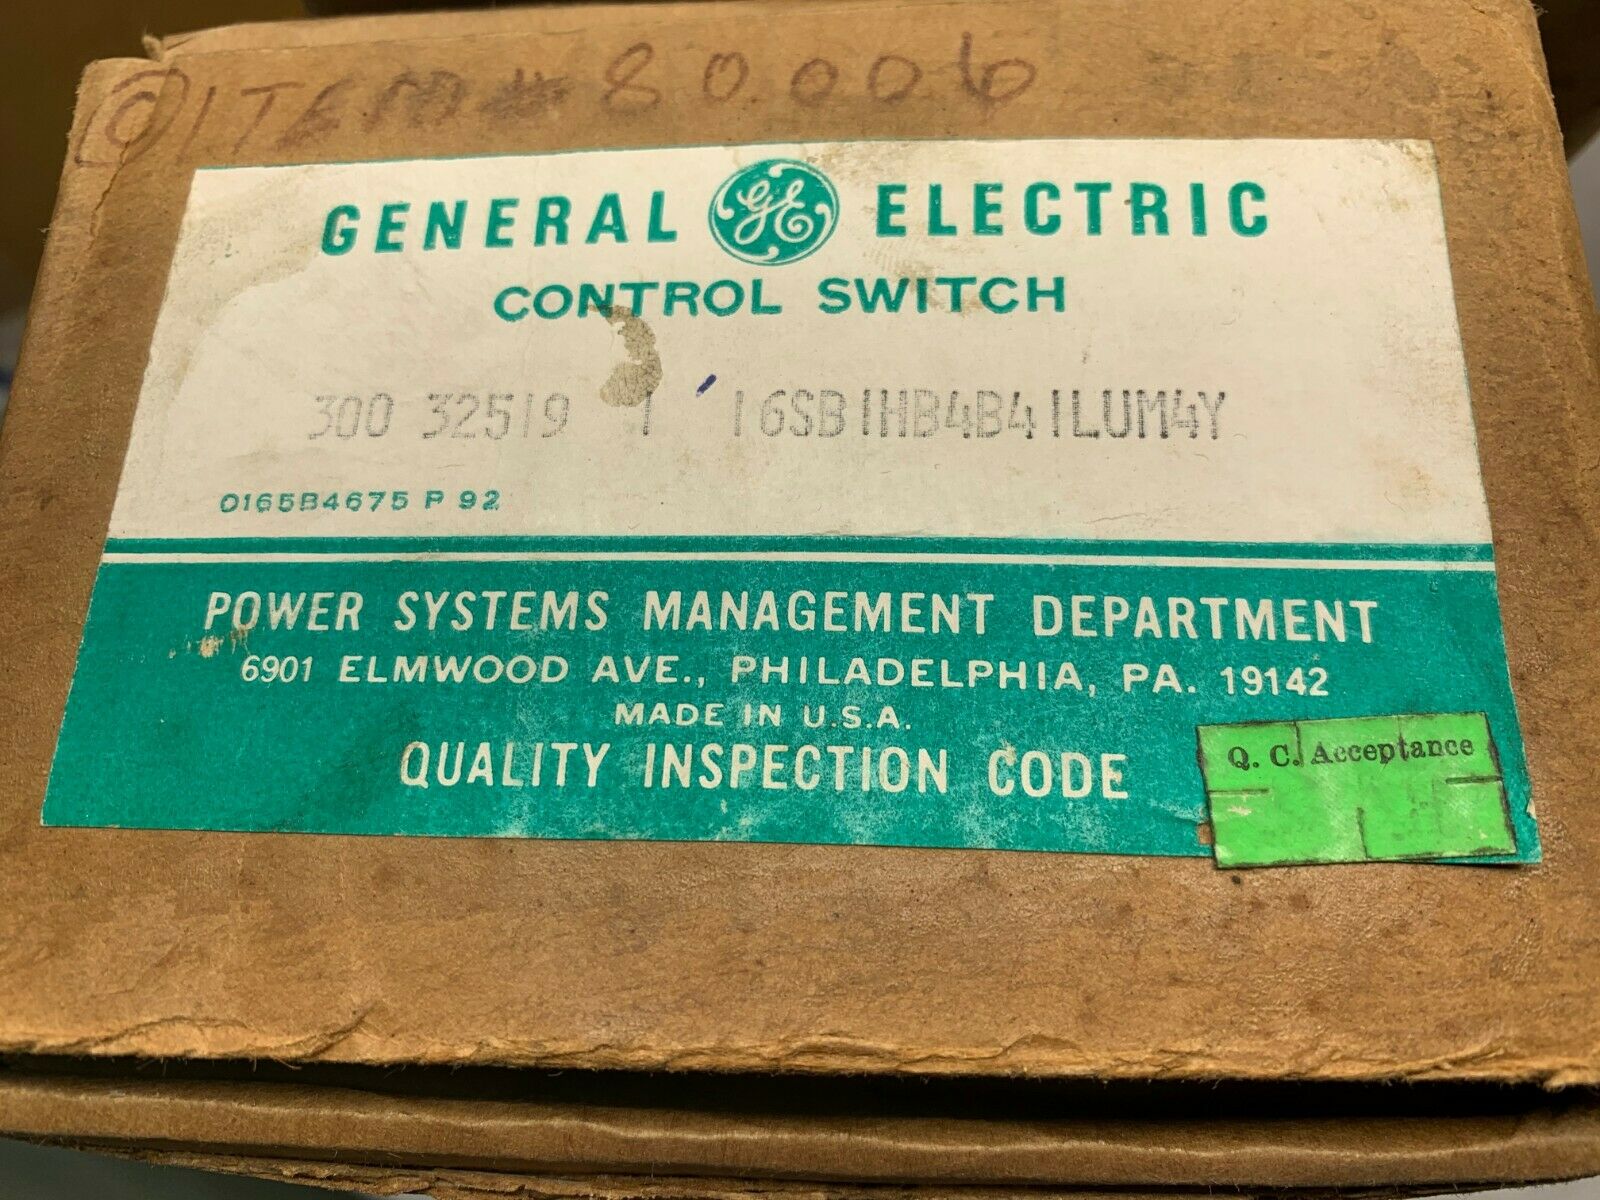 ITEM # 80006
GENERAL GE ELECTRIC
CONTROL SWITCH
300 32519 1 16SB1HB4B41LUM4Y
0165B4675 P 92
POWER SYSTEMS MANAGEMENT DEPARTMENT
6901 ELMWOOD AVE., PHILADELPHIA, PA. 19142
MADE IN U.S.A.
QUALITY INSPECTION CODE
Q. C. Acceptance